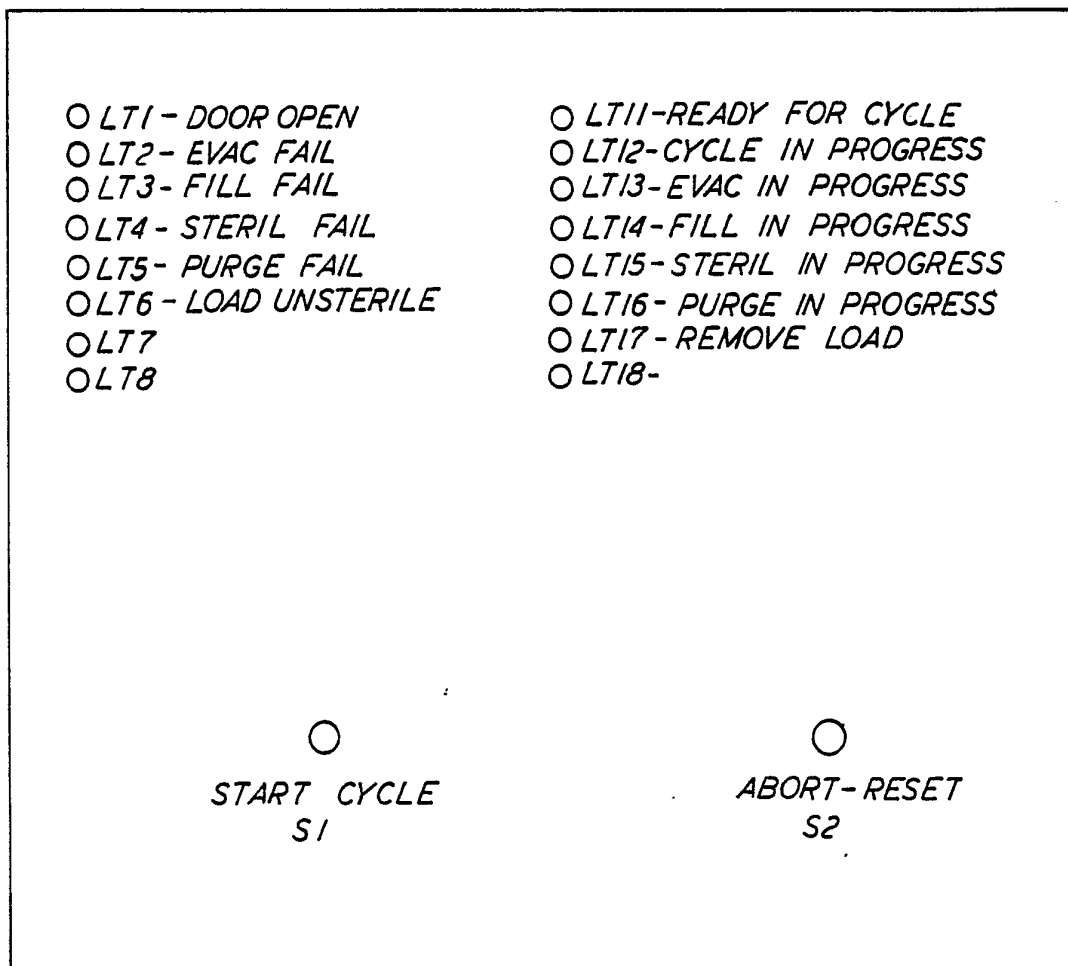 LT1 - DOOR OPEN
LT2 - EVAC FAIL
LT3 - FILL FAIL
LT4 - STERIL FAIL
LT5 - PURGE FAIL
LT6 - LOAD UNSTERILE
LT7
LT8
LT11-READY FOR CYCLE
LT12-CYCLE IN PROGRESS
LT13-EVAC IN PROGRESS
LT14-FILL IN PROGRESS
LT15-STERIL IN PROGRESS
LT16- PURGE IN PROGRESS
LT17 - REMOVE LOAD
LT18-
START CYCLE
S1
ABORT-RESET
S2